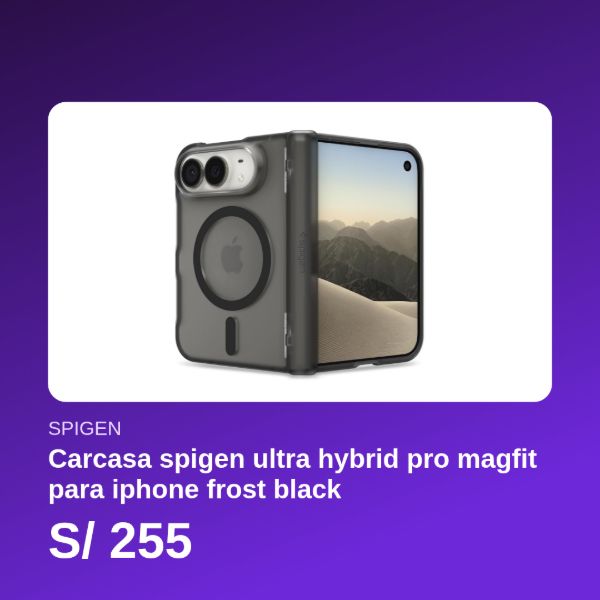 SPIGEN
Carcasa spigen ultra hybrid pro magfit
para iphone frost black
S/ 255